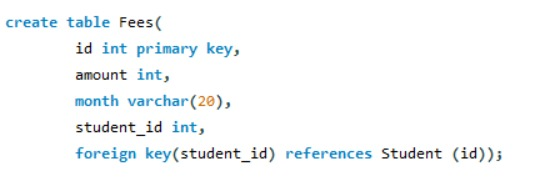 create table Fees(
id int primary key,
amount int,
month varchar(20),
student_id int,
foreign key(student_id) references Student (id));